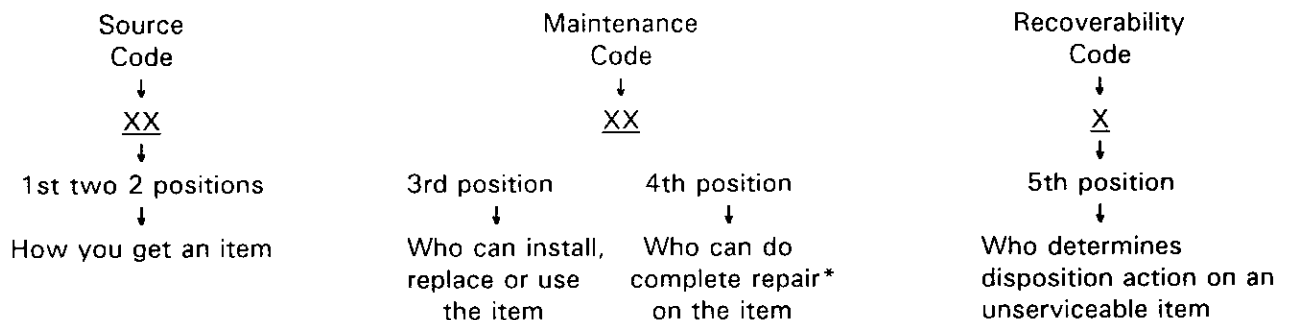 Source
Code
↓
XX
↓
1st two 2 positions
↓
How you get an item
Maintenance
Code
↓
XX
3rd position
↓
Who can install,
replace or use
the item
4th position
↓
Who can do
complete repair*
on the item
Recoverability
Code
↓
X
↓
5th position
↓
Who determines
disposition action on an
unserviceable item